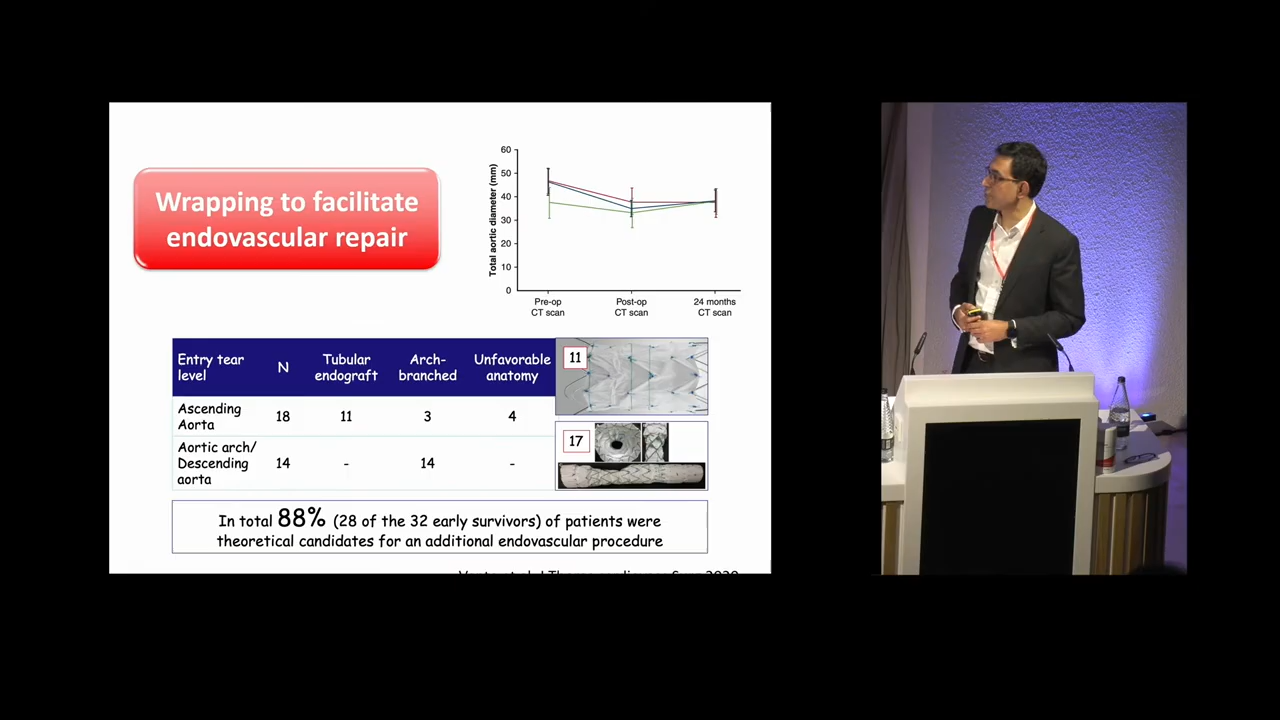 Wrapping to facilitate
endovascular repair
Total aortic diameter (mm)
60
50
40
30
20
10
0
Pre-op
CT scan
Post-op
CT scan
24 months
CT scan
Entry tear
level
N
Tubular
endograft
Arch-
branched
Unfavorable
anatomy
Ascending
Aorta
18
11
3
4
Aortic arch/
Descending
aorta
14
-
14
-
11
17
In total 88% (28 of the 32 early survivors) of patients were
theoretical candidates for an additional endovascular procedure